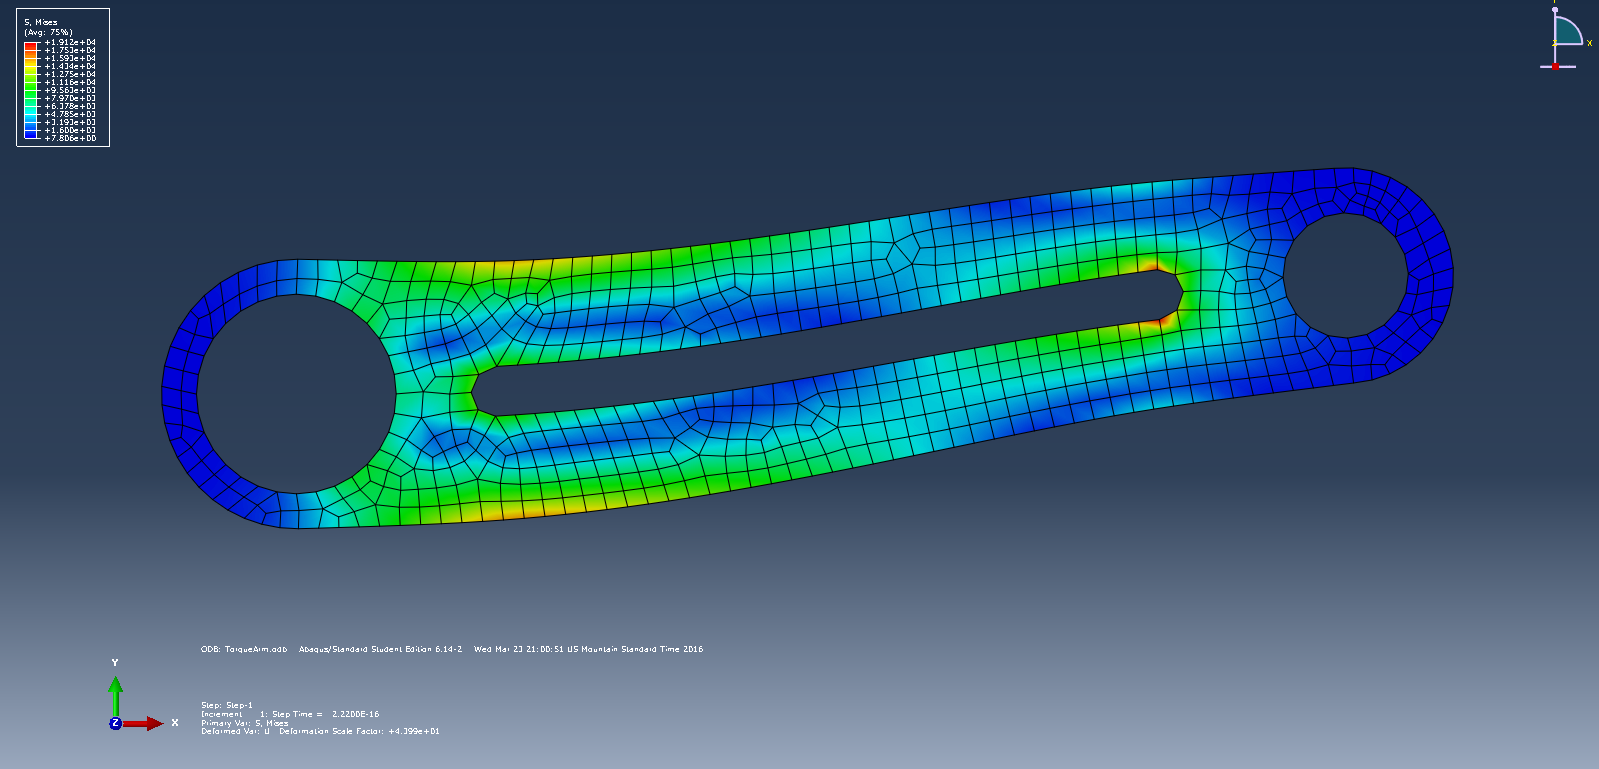 S, Mises
(Avg: 75%)
+1.912e+04
+1.753e+04
+1.593e+04
+1.434e+04
+1.275e+04
+1.116e+04
+9.563e+03
+7.970e+03
+6.378e+03
+4.785e+03
+3.193e+03
+1.600e+03
+7.806e+00
X
Z
ODB: TorqueArm.odb Abaqus/Standard Student Edition 6.14-2 Wed Mar 23 21:00:51 US Mountain Standard Time 2016
Y
Z X
Step: Step-1
Increment 1: Step Time = 2.2200E-16
Primary Var: S, Mises
Deformed Var: U Deformation Scale Factor: +4.399e+01